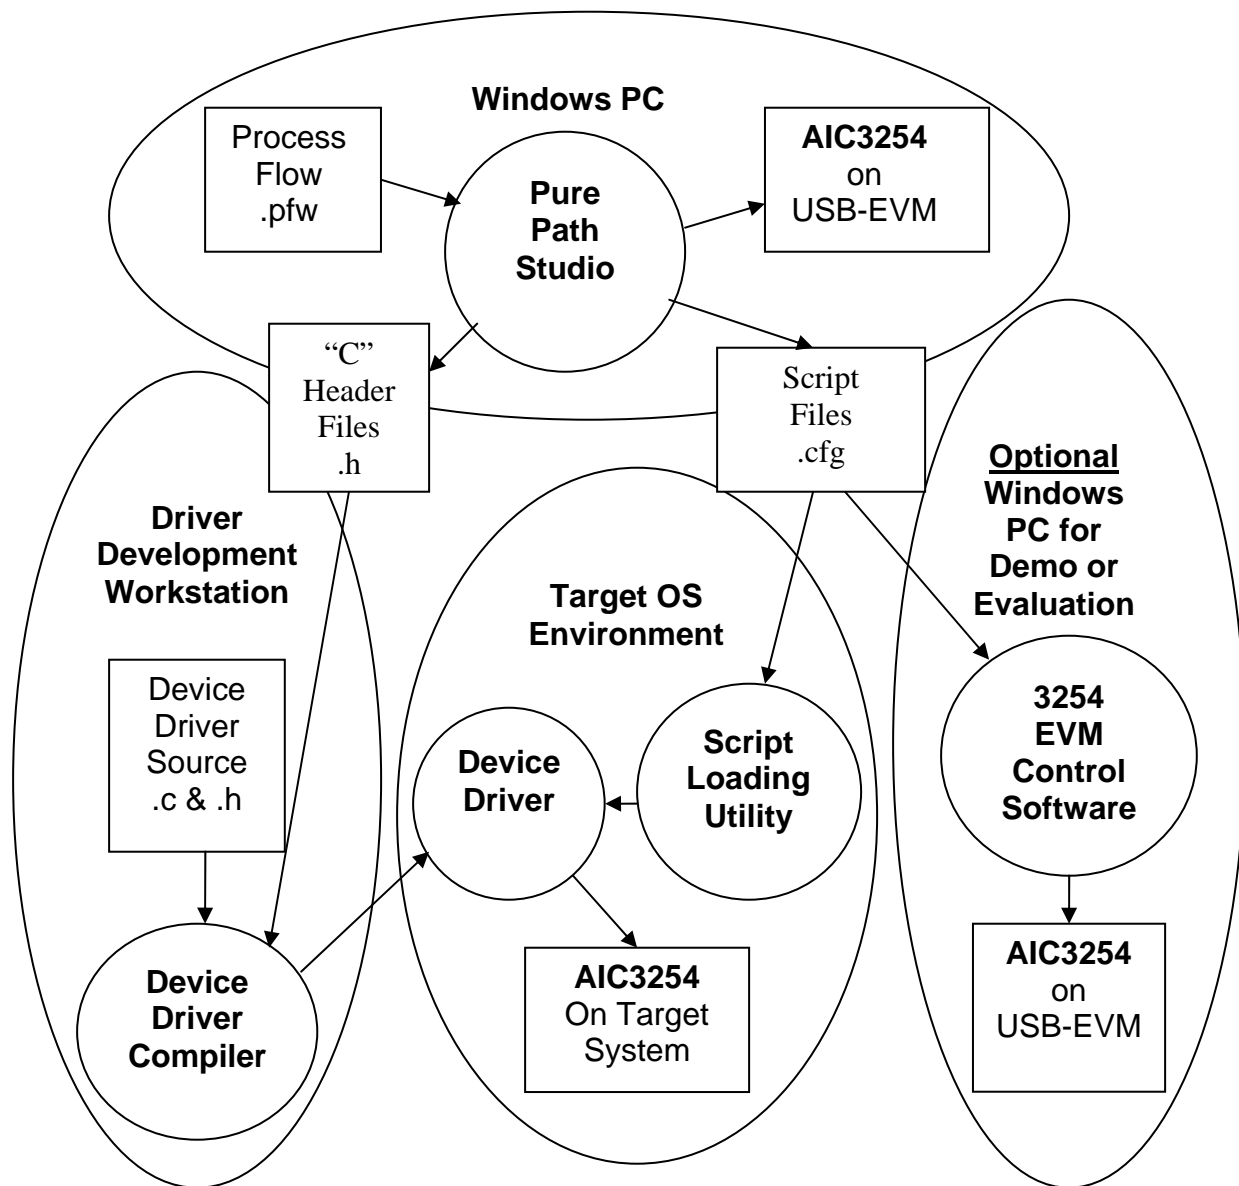 Windows PC
Process
Flow
.pfw
Pure
Path
Studio
AIC3254
on
USB-EVM
“C”
Header
Files
.h
Script
Files
.cfg
Driver
Development
Workstation
Device
Driver
Source
.c & .h
Device
Driver
Compiler
Target OS
Environment
Device
Driver
Script
Loading
Utility
AIC3254
On Target
System
Optional
Windows
PC for
Demo or
Evaluation
3254
EVM
Control
Software
AIC3254
on
USB-EVM